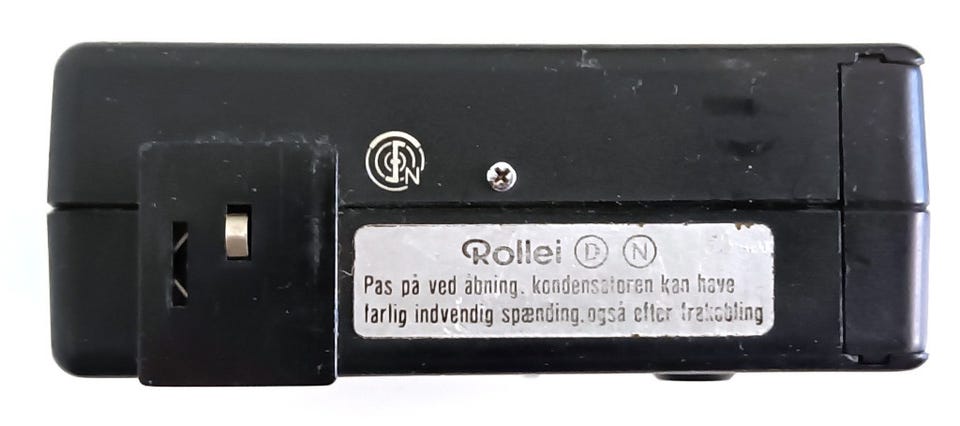 N
Rollei D N
Pas på ved åbning. kondensatoren kan have
farlig indvendig spænding. også efter frakobling